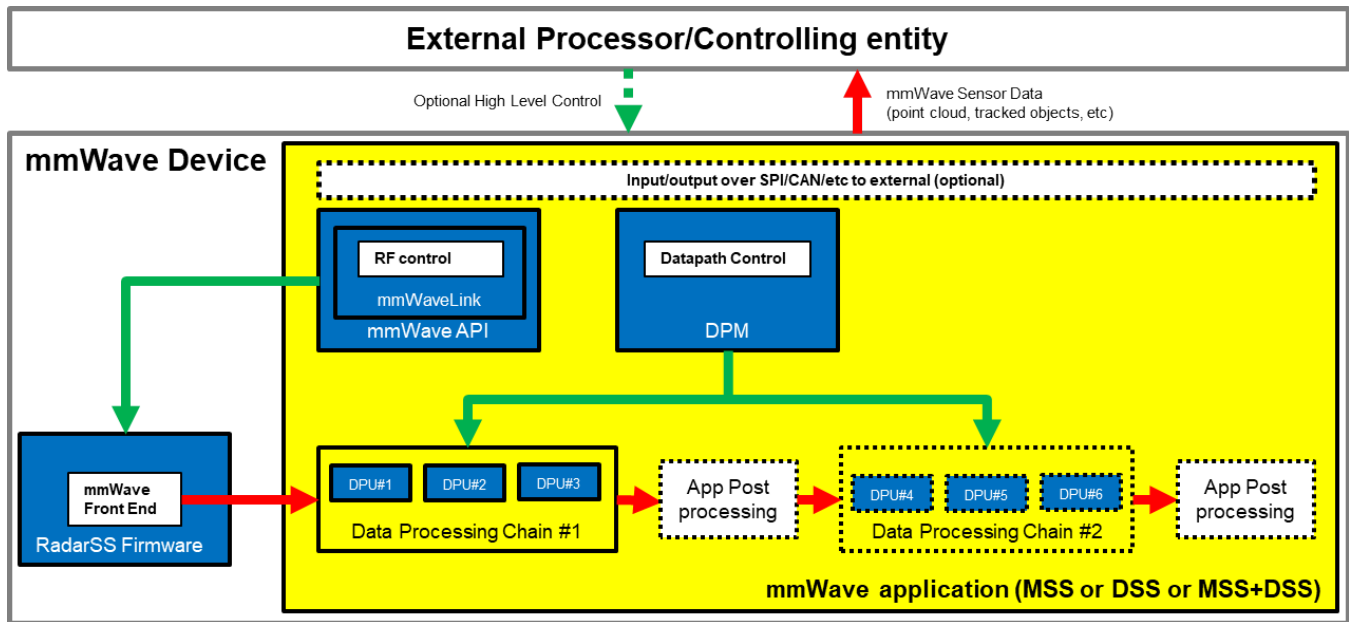 External Processor/Controlling entity
Optional High Level Control
mmWave Sensor Data
(point cloud, tracked objects, etc)
mmWave Device
Input/output over SPI/CAN/etc to external (optional)
RF control
mmWaveLink
mmWave API
Datapath Control
DPM
mmWave
Front End
RadarSS Firmware
DPU#1
DPU#2
DPU#3
Data Processing Chain #1
App Post
processing
DPU#4
DPU#5
DPU#6
Data Processing Chain #2
App Post
processing
mmWave application (MSS or DSS or MSS+DSS)